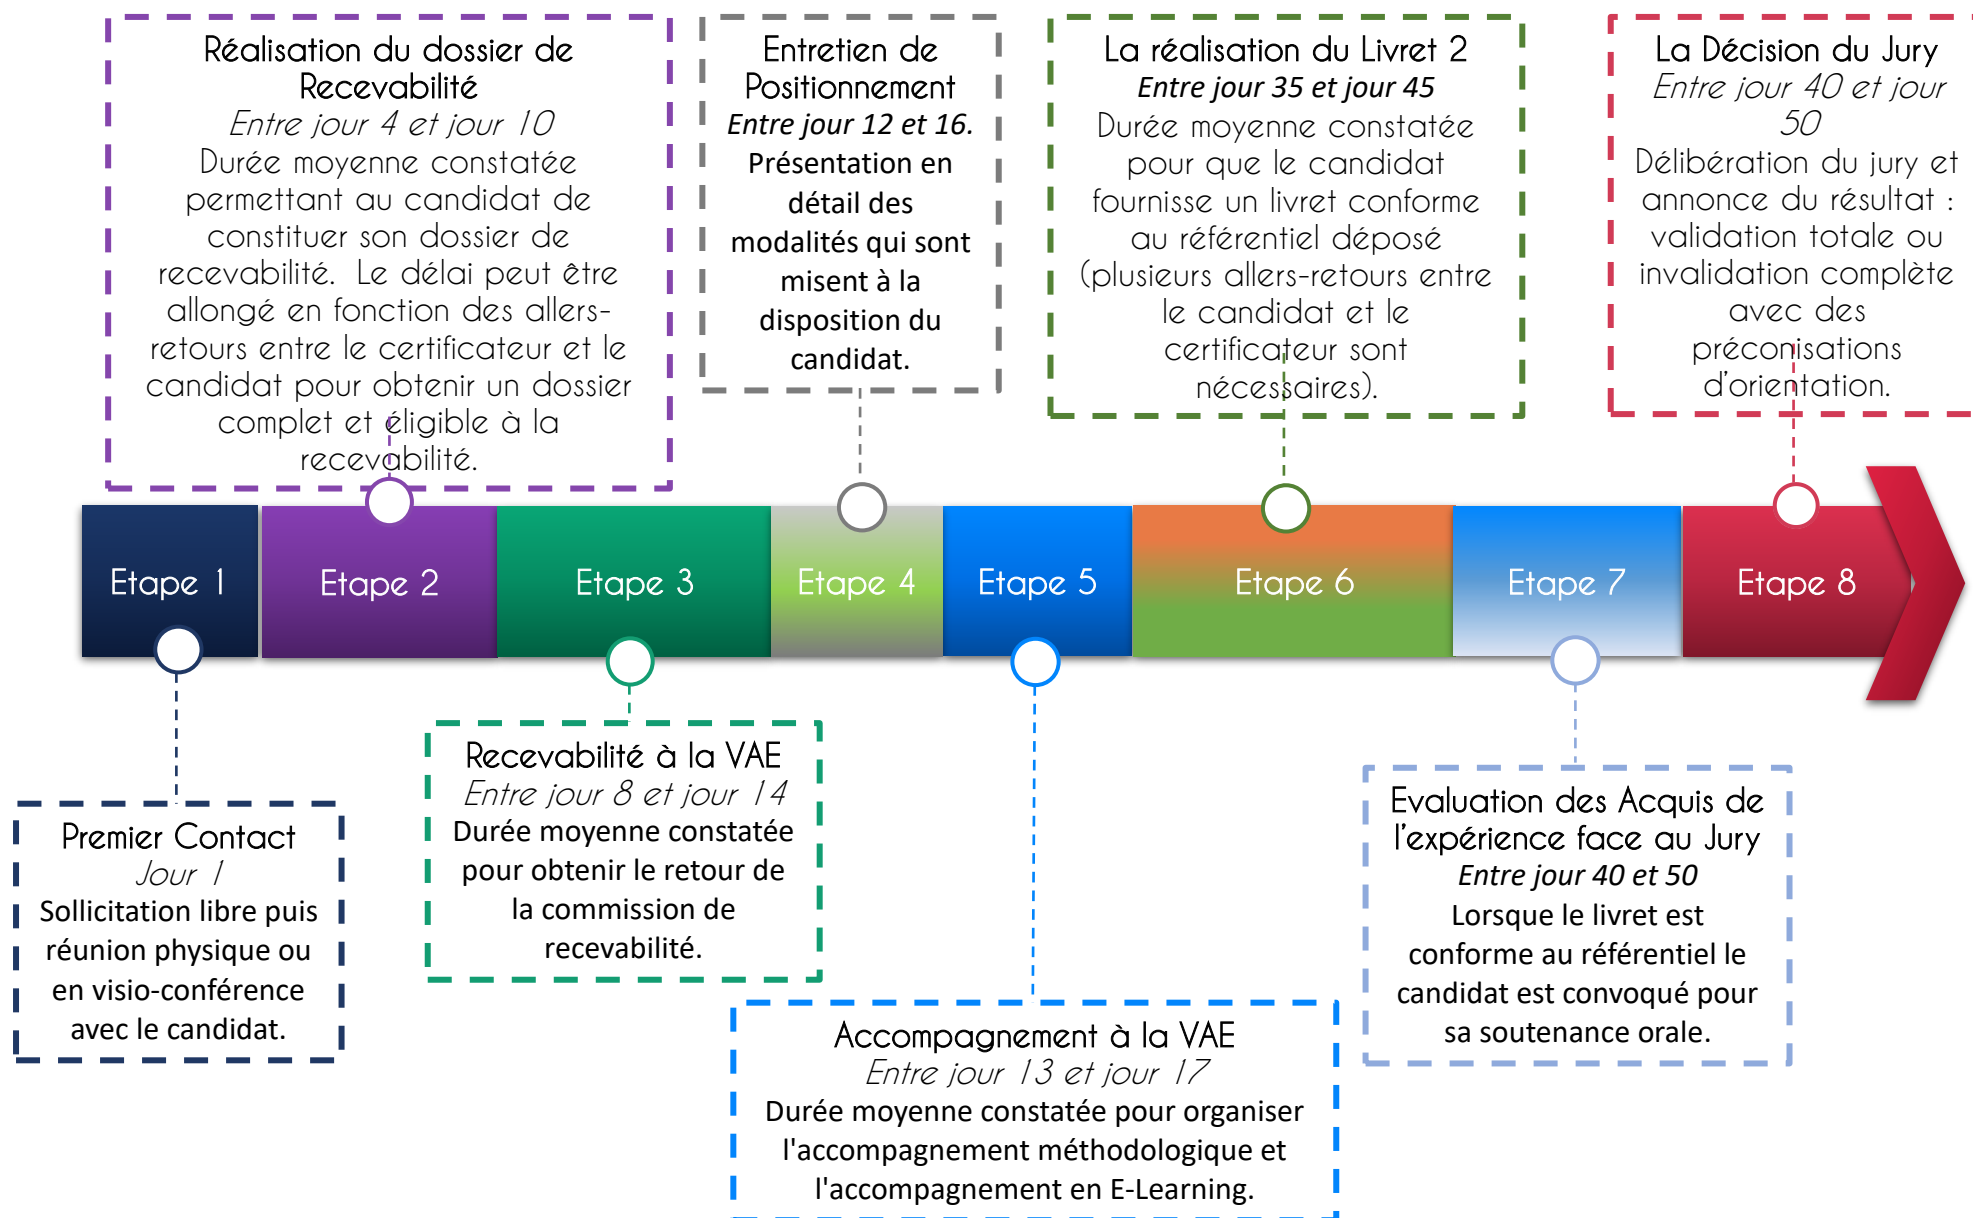 Réalisation du dossier de
Recevabilité
Entre jour 4 et jour 10
Durée moyenne constatée
permettant au candidat de
constituer son dossier de
recevabilité.  Le délai peut être
allongé en fonction des allers-
retours entre le certificateur et le
candidat pour obtenir un dossier
complet et éligible à la
recevabilité.
Entretien de
Positionnement
Entre jour 12 et 16.
Présentation en
détail des
modalités qui sont
misent à la
disposition du
candidat.
La réalisation du Livret 2
Entre jour 35 et jour 45
Durée moyenne constatée
pour que le candidat
fournisse un livret conforme
au référentiel déposé
(plusieurs allers-retours entre
le candidat et le
certificateur sont
nécessaires).
La Décision du Jury
Entre jour 40 et jour
50
Délibération du jury et
annonce du résultat :
validation totale ou
invalidation complète
avec des
préconisations
d'orientation.
Etape 1
Etape 2
Etape 3
Etape 4
Etape 5
Etape 6
Etape 7
Etape 8
Premier Contact
Jour 1
Sollicitation libre puis
réunion physique ou
en visio-conférence
avec le candidat.
Recevabilité à la VAE
Entre jour 8 et jour 14
Durée moyenne constatée
pour obtenir le retour de
la commission de
recevabilité.
Accompagnement à la VAE
Entre jour 13 et jour 17
Durée moyenne constatée pour organiser
l'accompagnement méthodologique et
l'accompagnement en E-Learning.
Evaluation des Acquis de
l'expérience face au Jury
Entre jour 40 et 50
Lorsque le livret est
conforme au référentiel le
candidat est convoqué pour
sa soutenance orale.